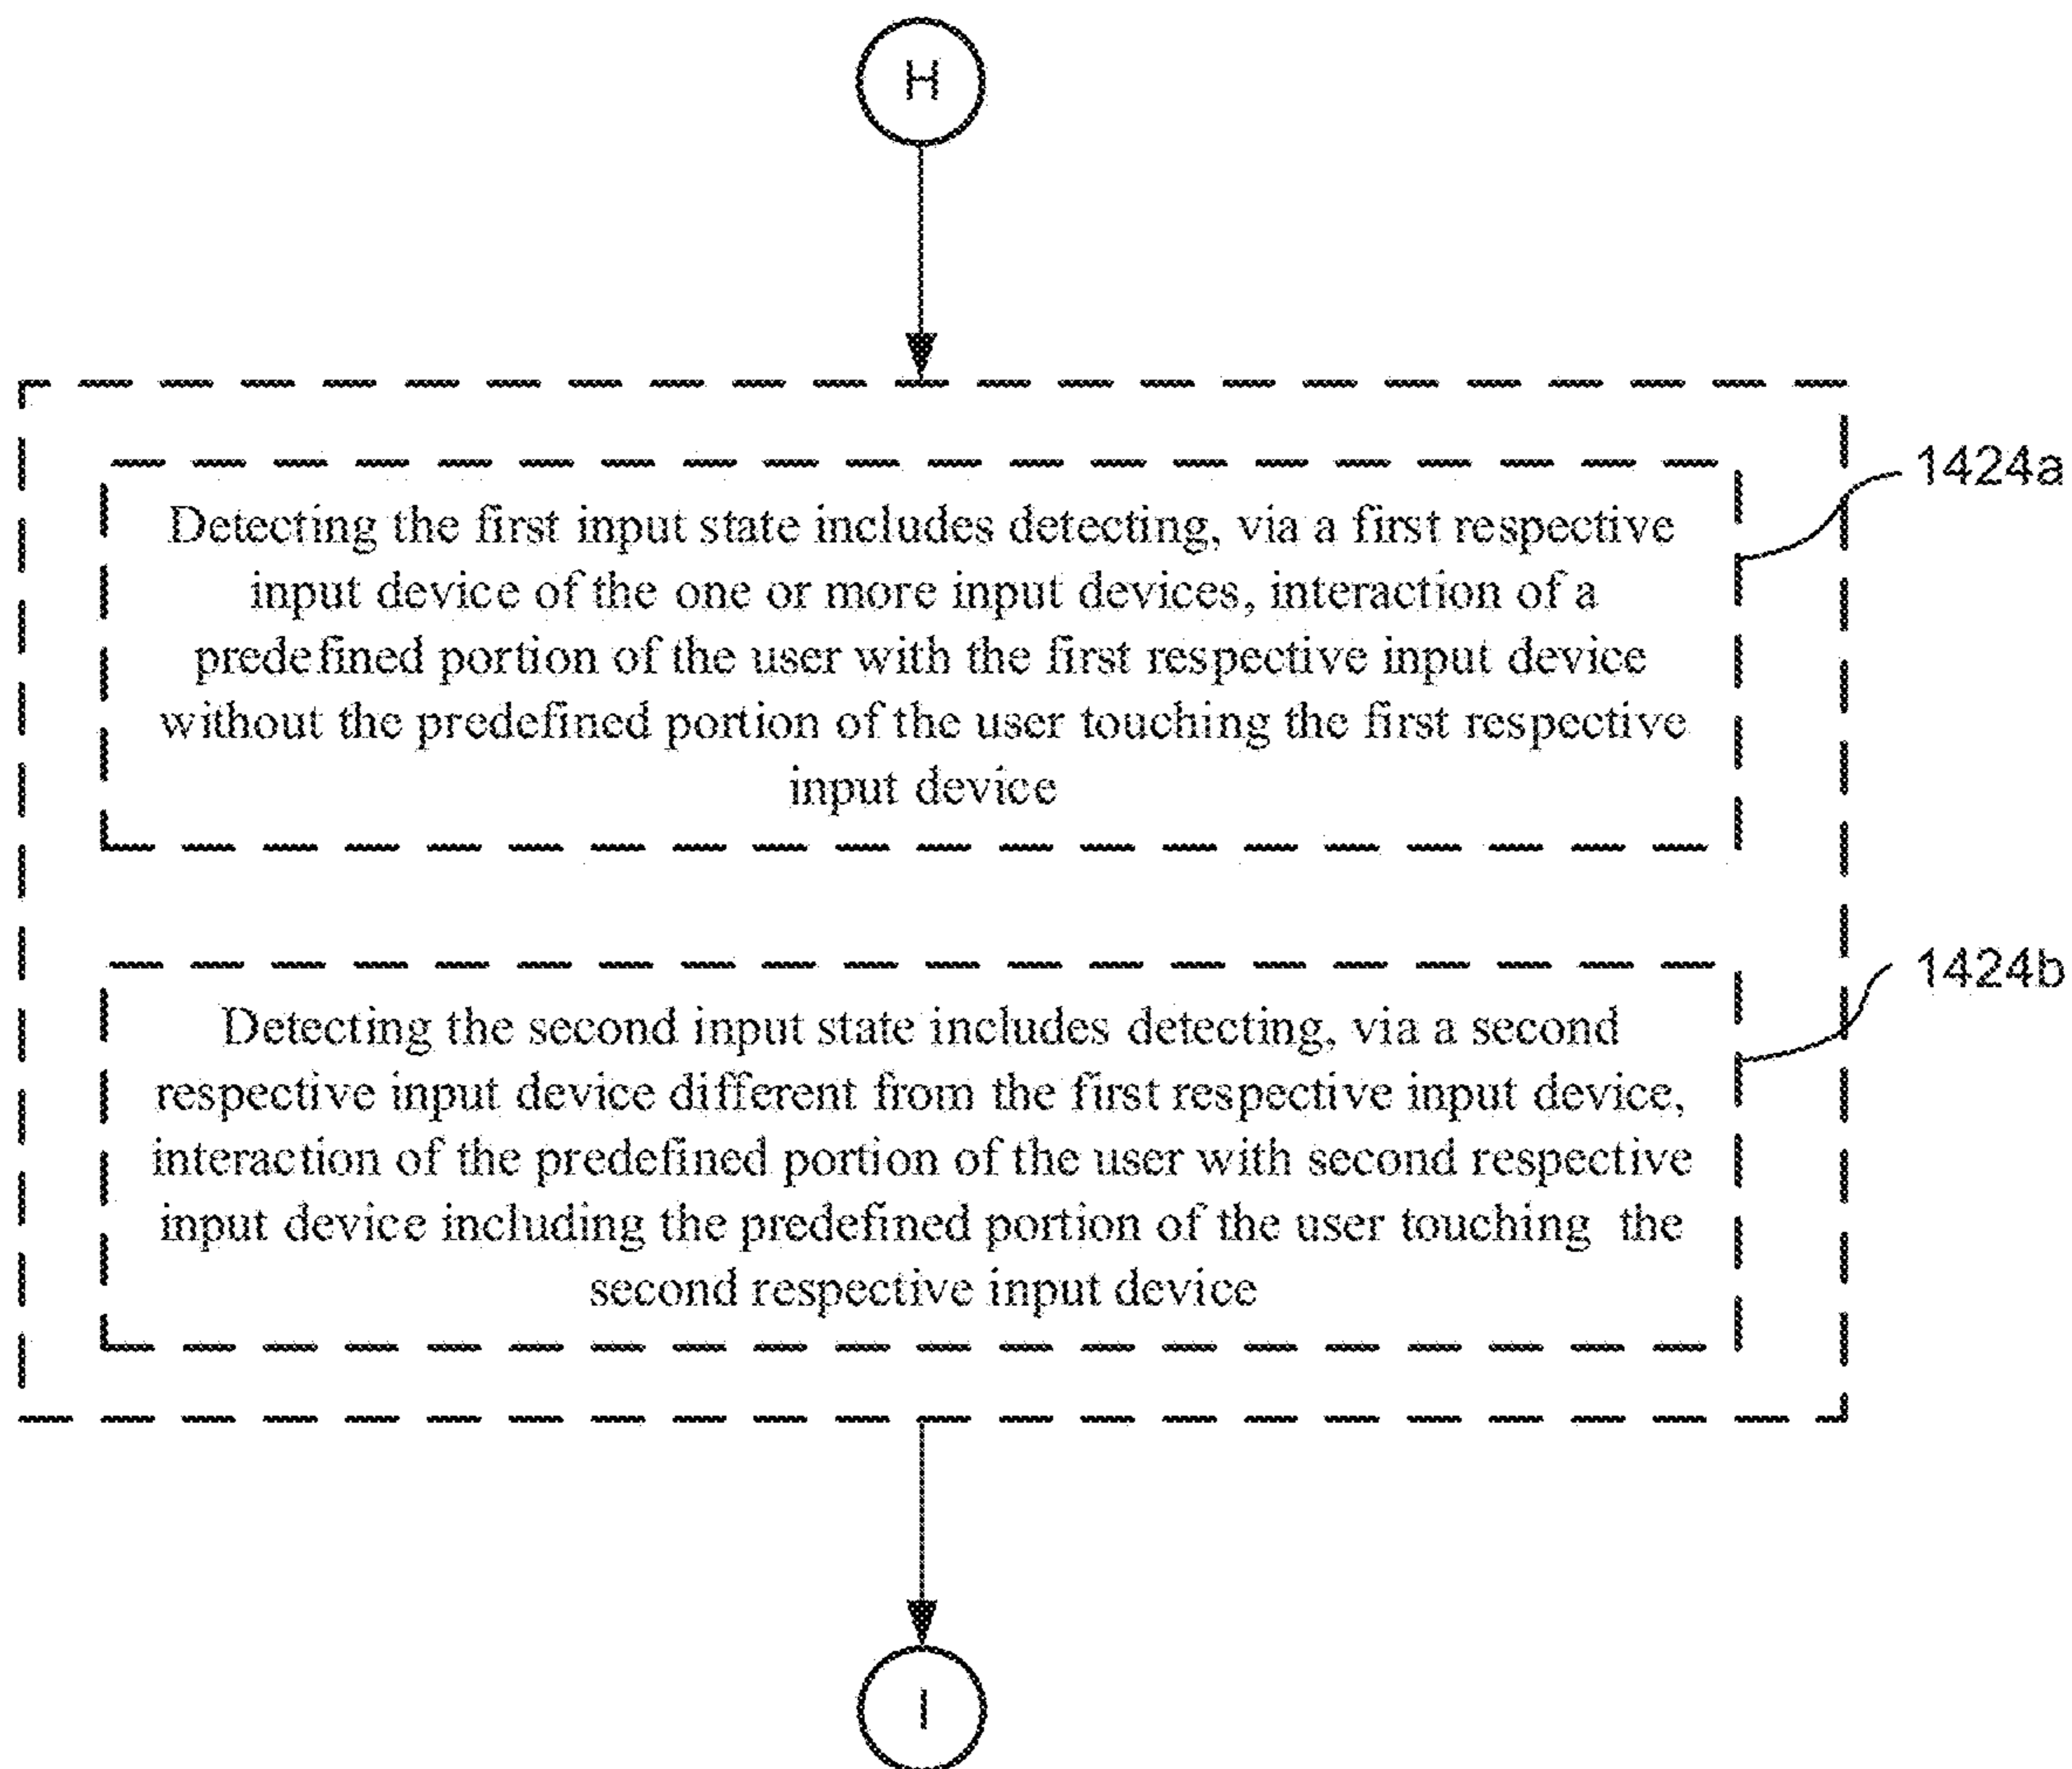 H
1424a
Detecting the first input state includes detecting, via a first respective
input device of the one or more input devices, interaction of a
predefined portion of the user with the first respective input device
without the predefined portion of the user touching the first respective
input device
1424b
Detecting the second input state includes detecting, via a second
respective input device different from the first respective input device,
interaction of the predefined portion of the user with second respective
input device including the predefined portion of the user touching the
second respective input device
I